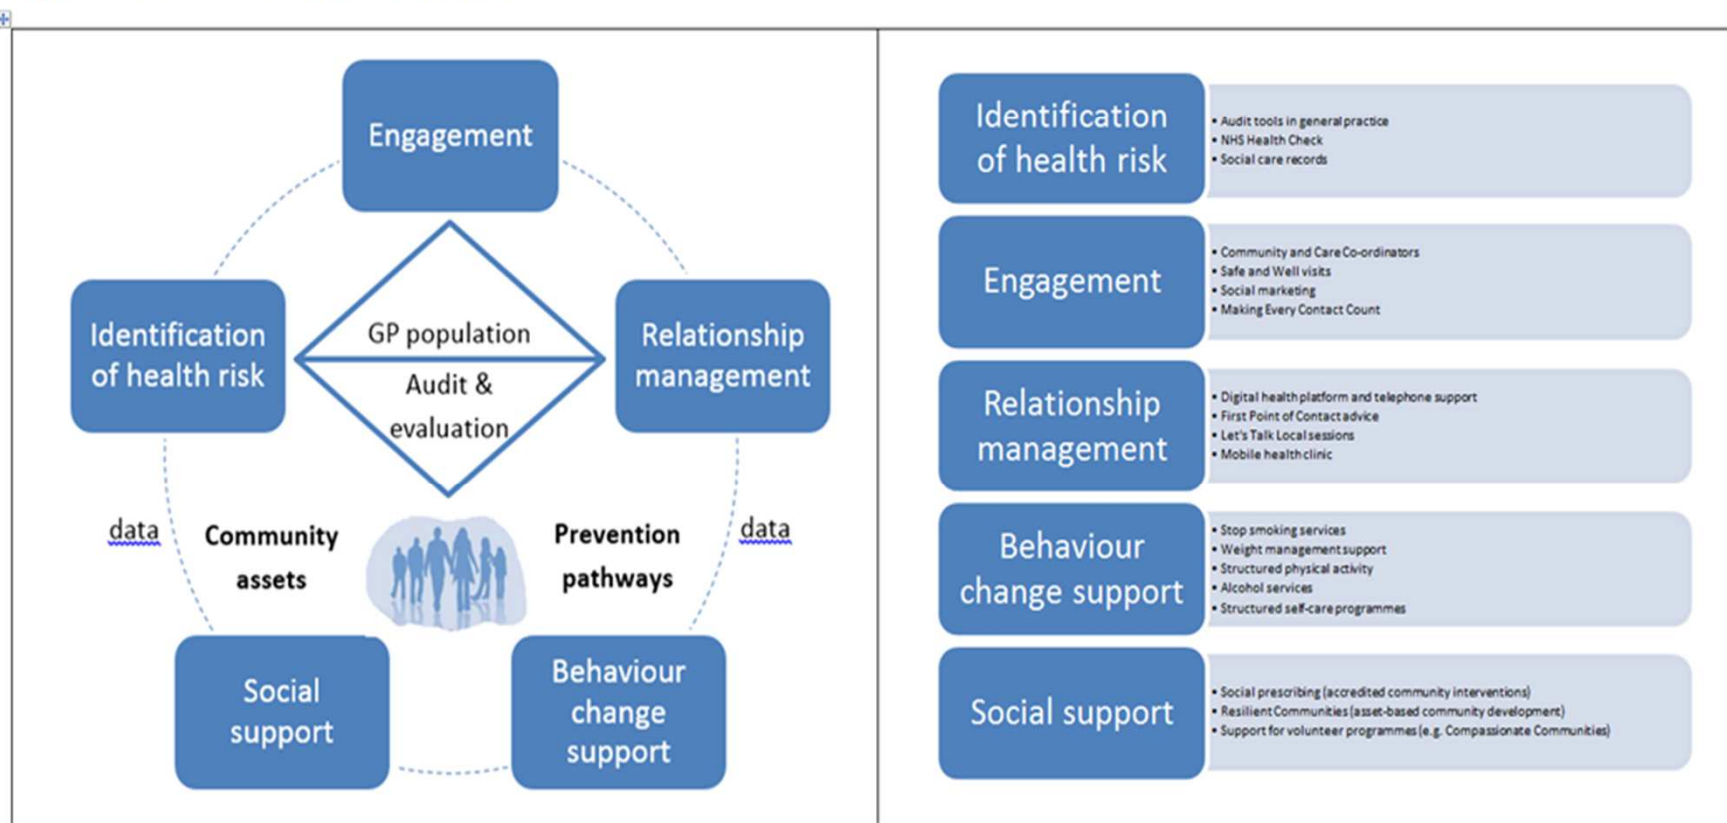 Engagement
Identification
of health risk
GP population
Audit &
evaluation
Relationship
management
data
Community
assets
Prevention
pathways
data
Social
support
Behaviour
change
support
Identification
of health risk
• Audit tools in general practice
• NHS Health Check
• Social care records
Engagement
• Community and Care Co-ordinators
• Safe and Well visits
• Social marketing
• Making Every Contact Count
Relationship
management
• Digital health platform and telephone support
• First Point of Contact advice
• Let's Talk Local sessions
• Mobile health clinic
Behaviour
change support
• Stop smoking services
• Weight management support
• Structured physical activity
• Alcohol services
• Structured self-care programmes
Social support
• Social prescribing (accredited community interventions)
• Resilient Communities (asset-based community development)
• Support for volunteer programmes (e.g. Compassionate Communities)